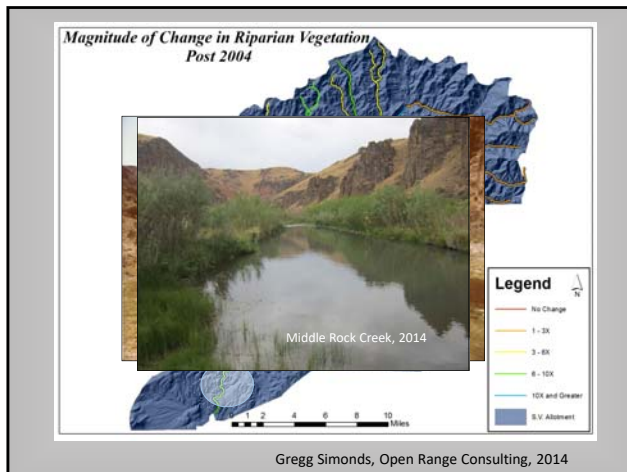 Magnitude of Change in Riparian Vegetation
Post 2004
Middle Rock Creek, 2014
Legend
N
No Change
1 - 3X
3 - 6X
6 - 10X
10X and Greater
S.V. Allotment
0 1 2 4 6 8 10
Miles
Gregg Simonds, Open Range Consulting, 2014